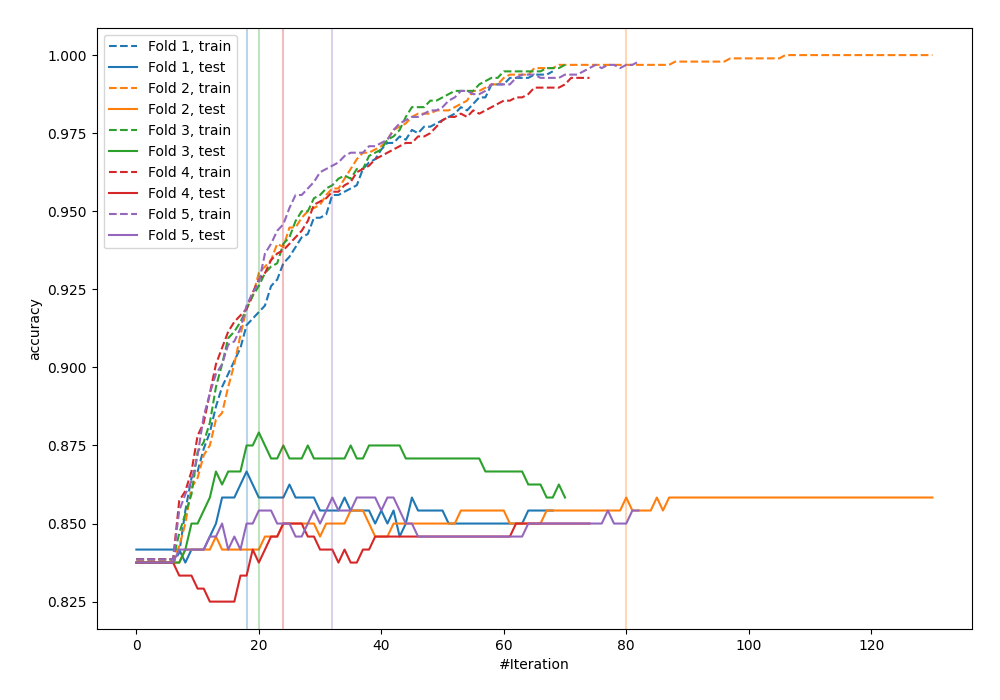 1.000
0.975
0.950
0.925
0.900
0.875
0.850
0.825
accuracy
Fold 1, train
Fold 1, test
Fold 2, train
Fold 2, test
Fold 3, train
Fold 3, test
Fold 4, train
Fold 4, test
Fold 5, train
Fold 5, test
0 20 40 60 80 100 120
#Iteration